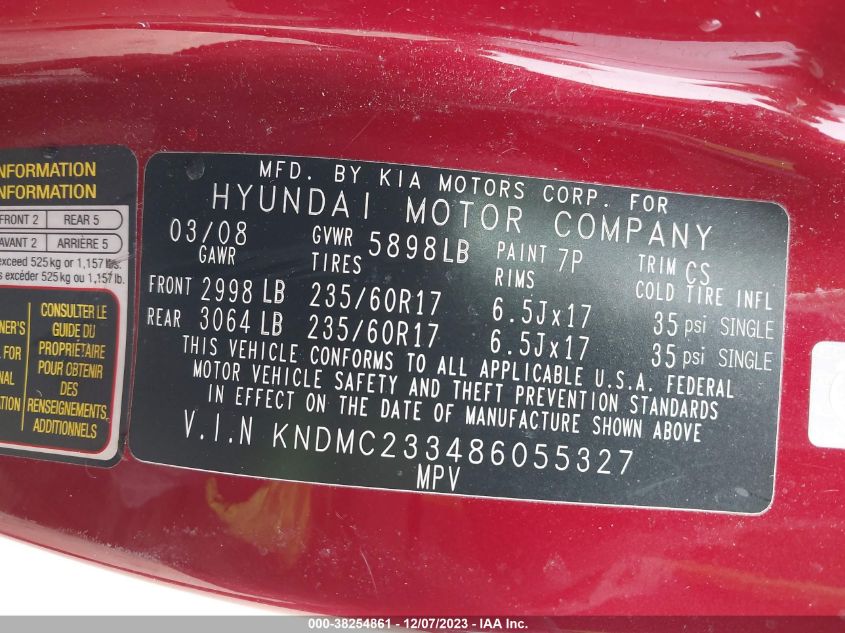 INFORMATION
INFORMATION
FRONT 2 REAR 5
AVANT 2 ARRIÈRE 5
exceed 525 kg or 1,157 lbs.
excéder 525 kg ou 1,157 lb.
CONSULTER LE
GUIDE DU
PROPRIÉTAIRE
POUR OBTENIR
DES
RENSEIGNEMENTS
ADDITIONNELS
FOR
MFD. BY KIA MOTORS CORP. FOR
HYUNDAI MOTOR COMPANY
03/08 GVWR 5898LB PAINT 7P TRIM CS
GAWR TIRES RIMS COLD TIRE INFL
FRONT 2998 LB 235/60R17 6.5Jx17 35 psi SINGLE
REAR 3064 LB 235/60R17 6.5Jx17 35 psi SINGLE
THIS VEHICLE CONFORMS TO ALL APPLICABLE U.S.A. FEDERAL
MOTOR VEHICLE SAFETY AND THEFT PREVENTION STANDARDS
IN EFFECT ON THE DATE OF MANUFACTURE SHOWN ABOVE
V.I.N KNDMC233486055327
MPV
000-38254861 - 12/07/2023 - IAA Inc.